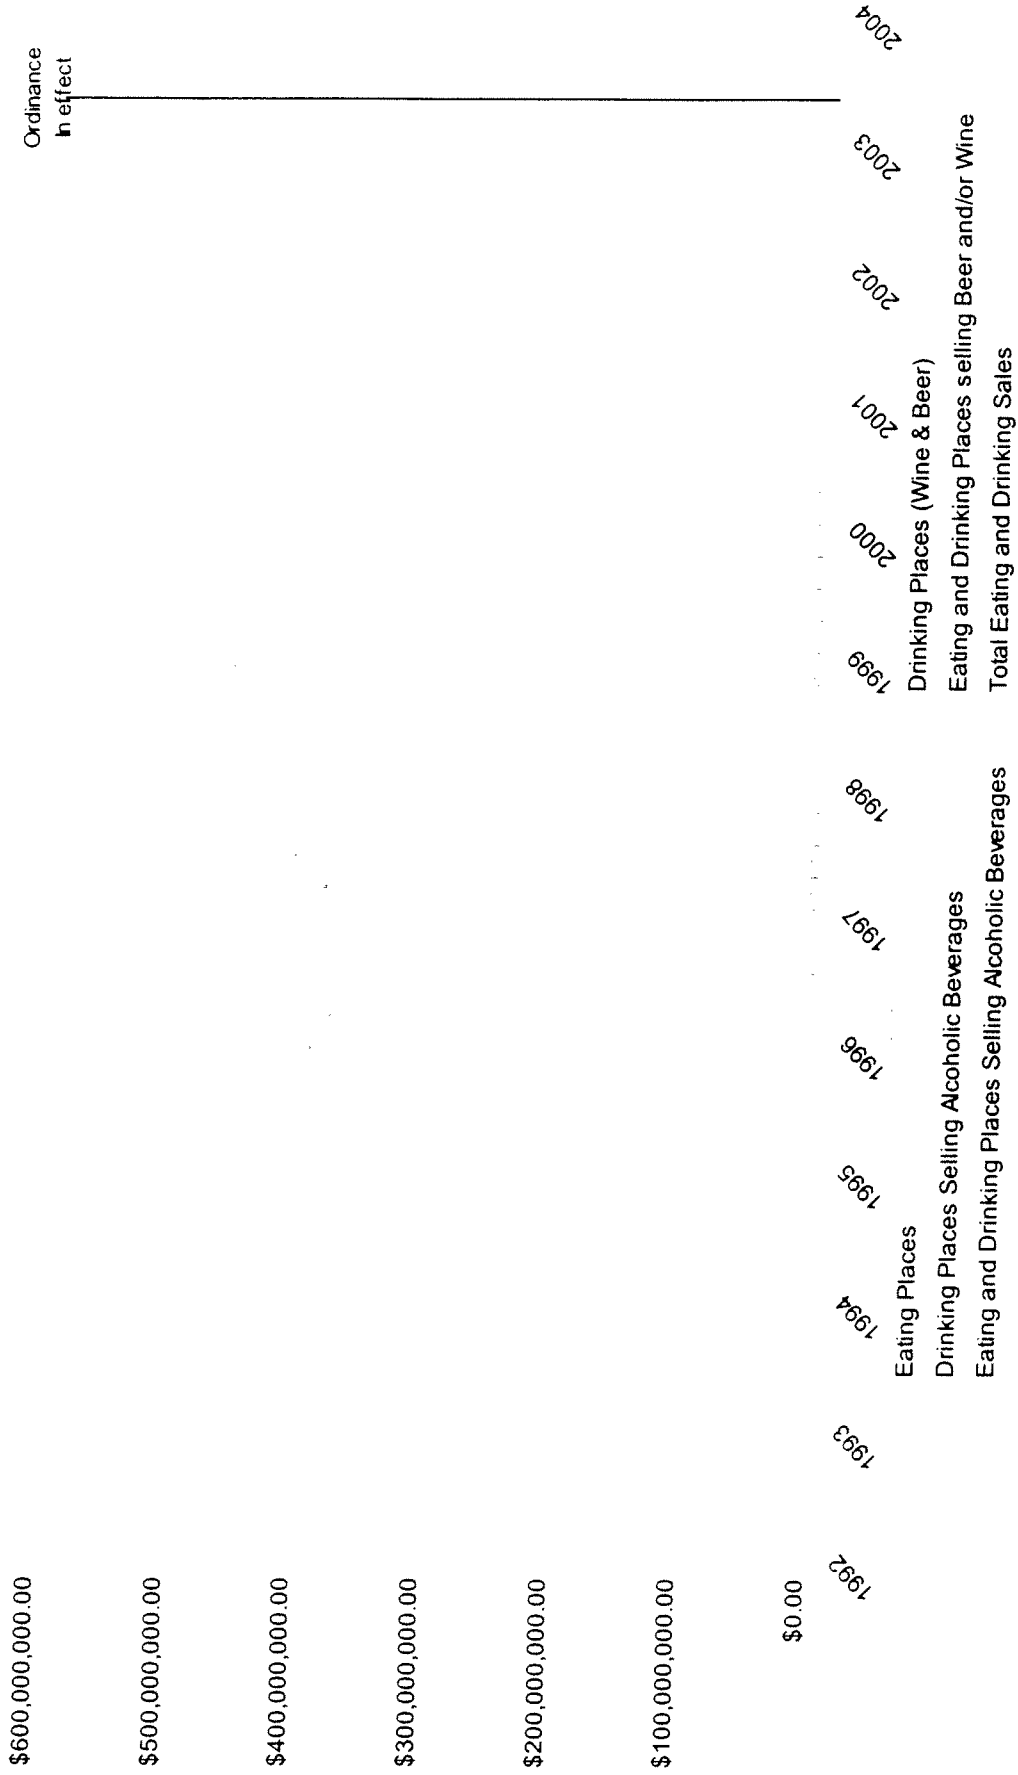 Ordinance
In effect
$600,000,000.00
$500,000,000.00
$400,000,000.00
$300,000,000.00
$200,000,000.00
$100,000,000.00
$0.00
1992
1993
1994
1995
1996
1997
1998
1999
2000
2001
2002
2003
2004
Eating Places
Drinking Places Selling Alcoholic Beverages
Eating and Drinking Places Selling Alcoholic Beverages
Drinking Places (Wine & Beer)
Eating and Drinking Places selling Beer and/or Wine
Total Eating and Drinking Sales